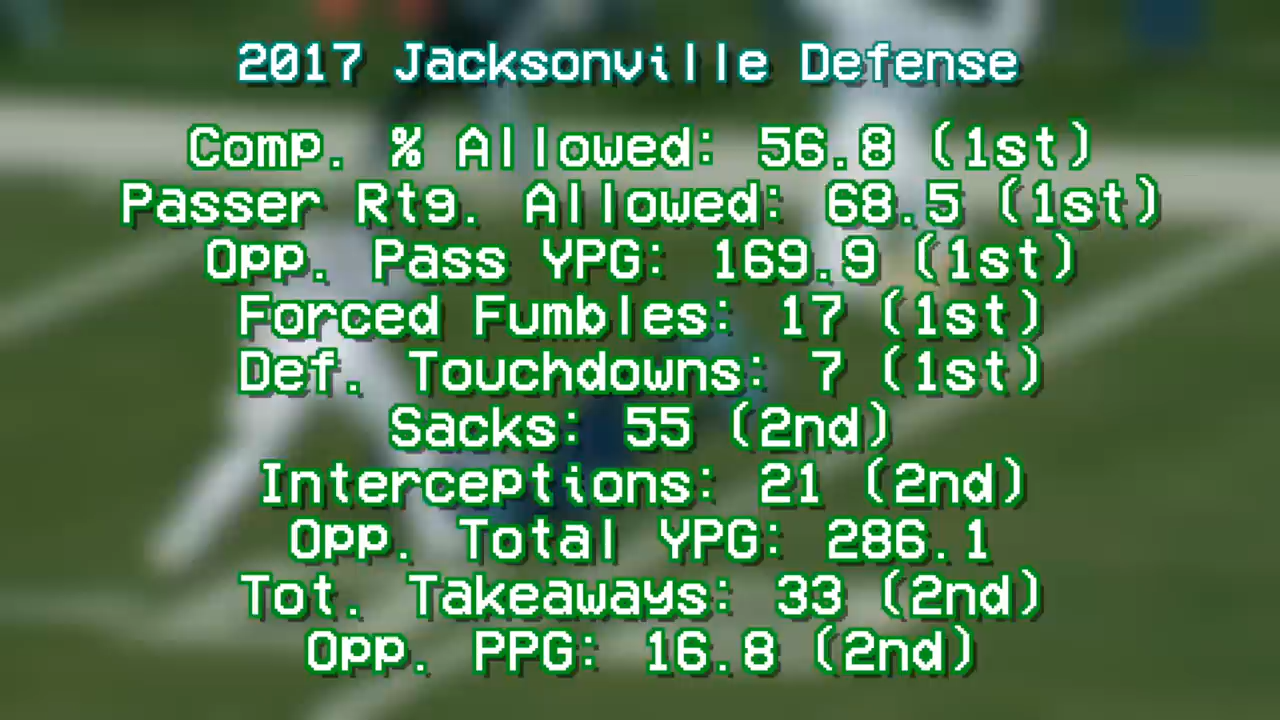 2017 Jacksonville Defense
Comp. % Allowed: 56.8 (1st)
Passer Rtg. Allowed: 68.5 (1st)
Opp. Pass YPG: 169.9 (1st)
Forced Fumbles: 17 (1st)
Def. Touchdowns: 7 (1st)
Sacks: 55 (2nd)
Interceptions: 21 (2nd)
Opp. Total YPG: 286.1
Tot. Takeaways: 33 (2nd)
Opp. PPG: 16.8 (2nd)